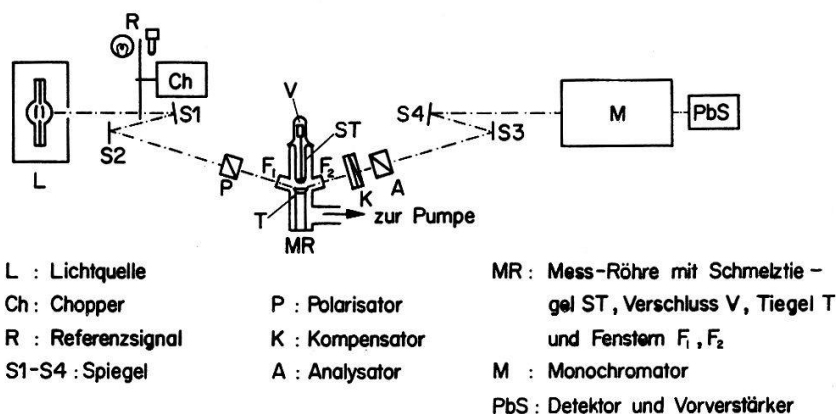 R
Ch
V
M
PbS
S1
S4
ST
S2
S3
L
P
F₁
F₂
K
A
T
zur Pumpe
MR
L : Lichtquelle
Ch: Chopper
R : Referenzsignal
S1-S4 : Spiegel
P : Polarisator
K : Kompensator
A : Analysator
MR: Mess-Röhre mit Schmelztie-
gel ST, Verschluss V, Tiegel T
und Fenstern F₁, F₂
M : Monochromator
PbS: Detektor und Vorverstärker